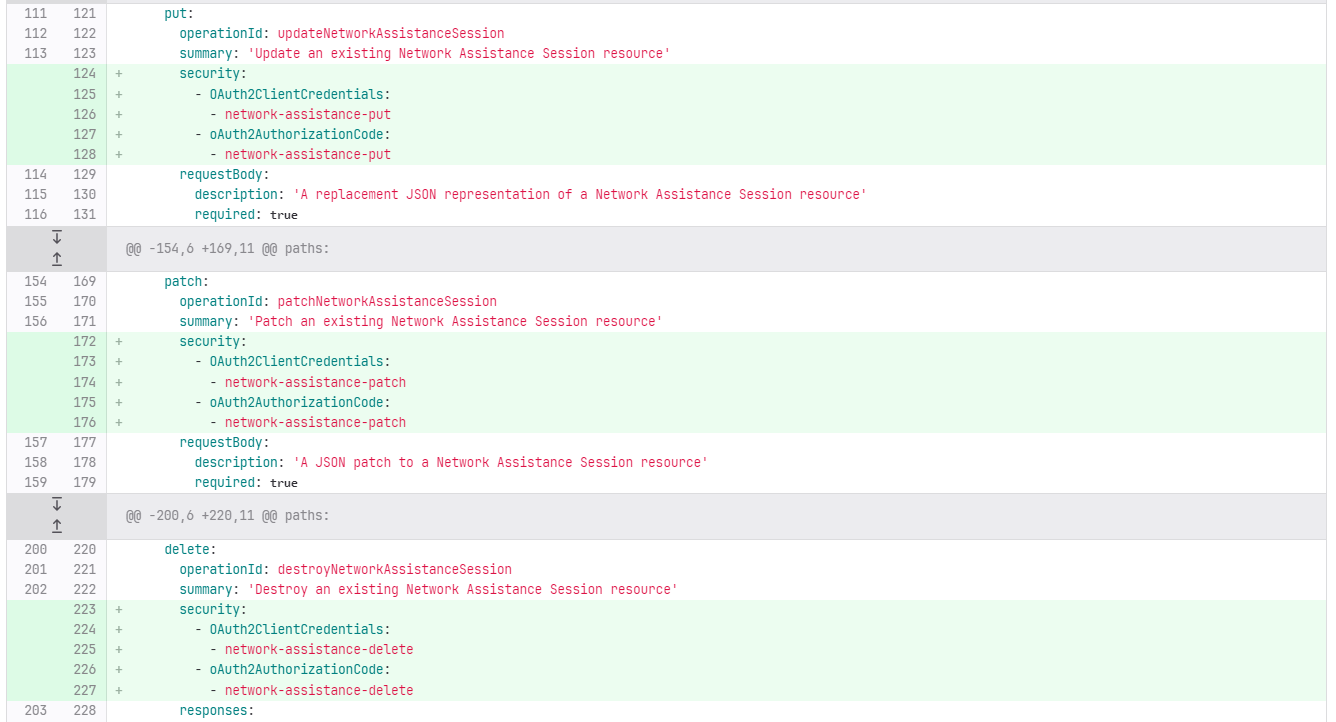 111 121 put:
112 122 operationId: updateNetworkAssistanceSession
113 123 summary: 'Update an existing Network Assistance Session resource'
124 + security:
125 + - OAuth2ClientCredentials:
126 + - network-assistance-put
127 + - oAuth2AuthorizationCode:
128 + - network-assistance-put
114 129 requestBody:
115 130 description: 'A replacement JSON representation of a Network Assistance Session resource'
116 131 required: true
@@ -154,6 +169,11 @@ paths:
154 169 patch:
155 170 operationId: patchNetworkAssistanceSession
156 171 summary: 'Patch an existing Network Assistance Session resource'
172 + security:
173 + - OAuth2ClientCredentials:
174 + - network-assistance-patch
175 + - oAuth2AuthorizationCode:
176 + - network-assistance-patch
157 177 requestBody:
158 178 description: 'A JSON patch to a Network Assistance Session resource'
159 179 required: true
@@ -200,6 +220,11 @@ paths:
200 220 delete:
201 221 operationId: destroyNetworkAssistanceSession
202 222 summary: 'Destroy an existing Network Assistance Session resource'
223 + security:
224 + - OAuth2ClientCredentials:
225 + - network-assistance-delete
226 + - oAuth2AuthorizationCode:
227 + - network-assistance-delete
203 228 responses: